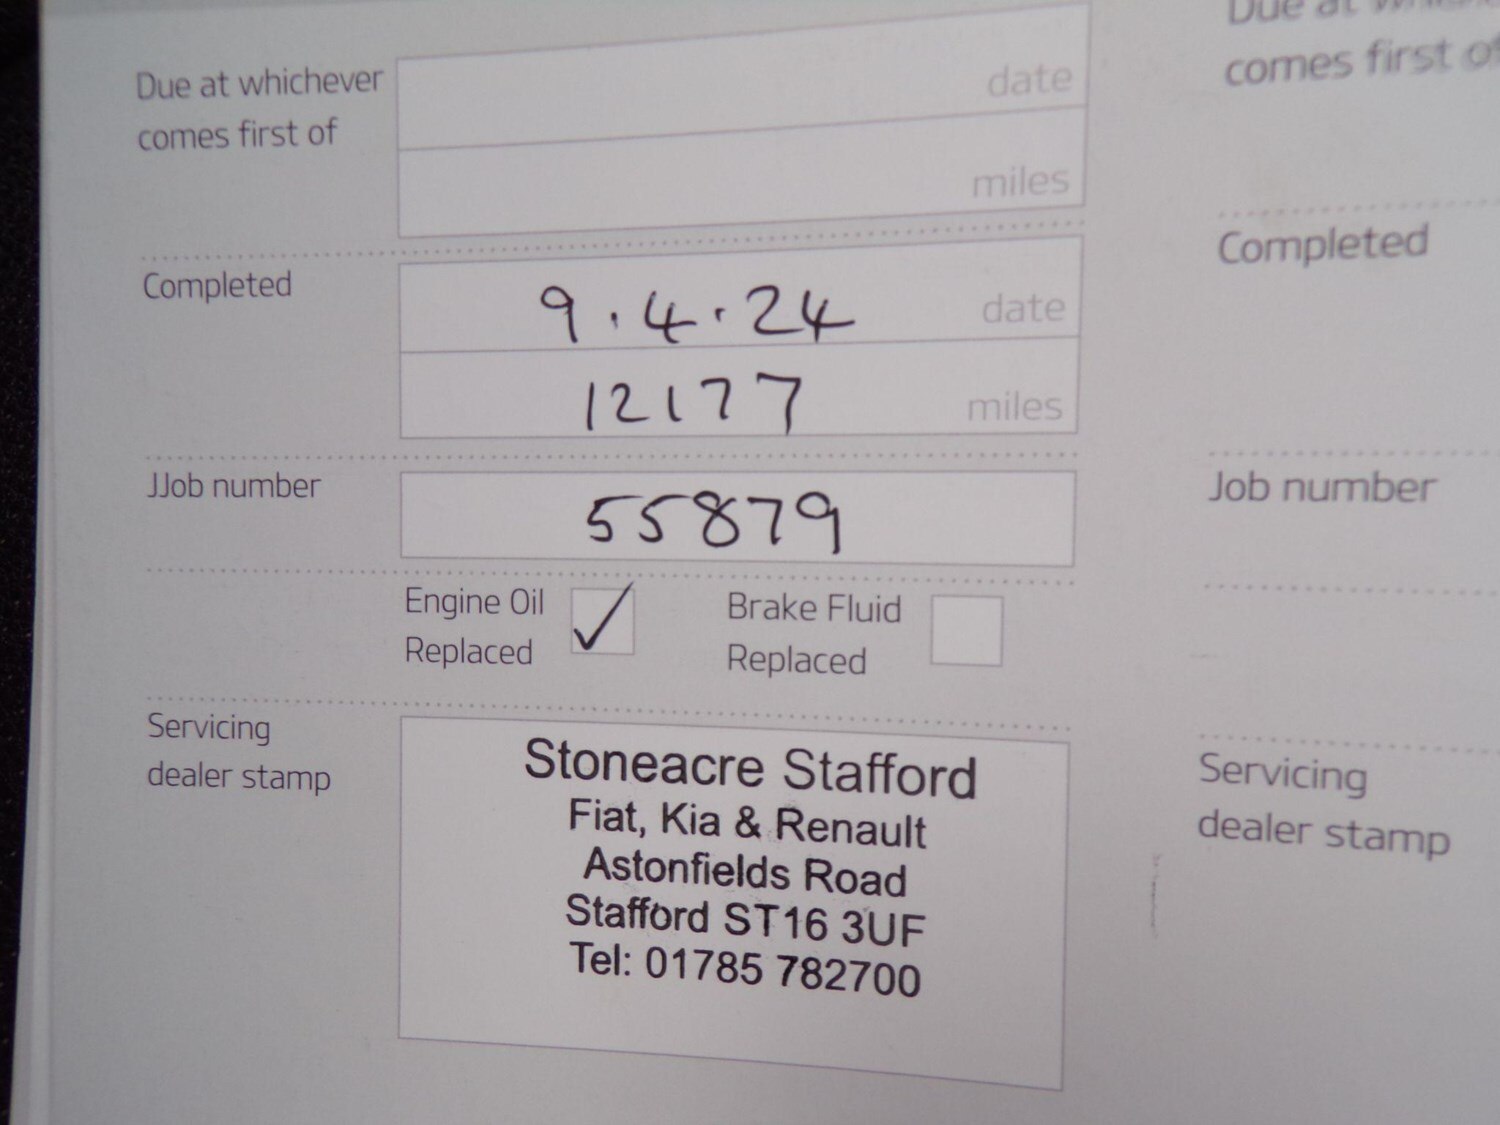 Due at whichever
comes first of
date
miles
Completed
9.4.24 date
12177 miles
JJob number
55879
Engine Oil
Replaced
Brake Fluid
Replaced
Servicing
dealer stamp
Stoneacre Stafford
Fiat, Kia & Renault
Astonfields Road
Stafford ST16 3UF
Tel: 01785 782700
Due at
comes first of
Completed
Job number
Servicing
dealer stamp